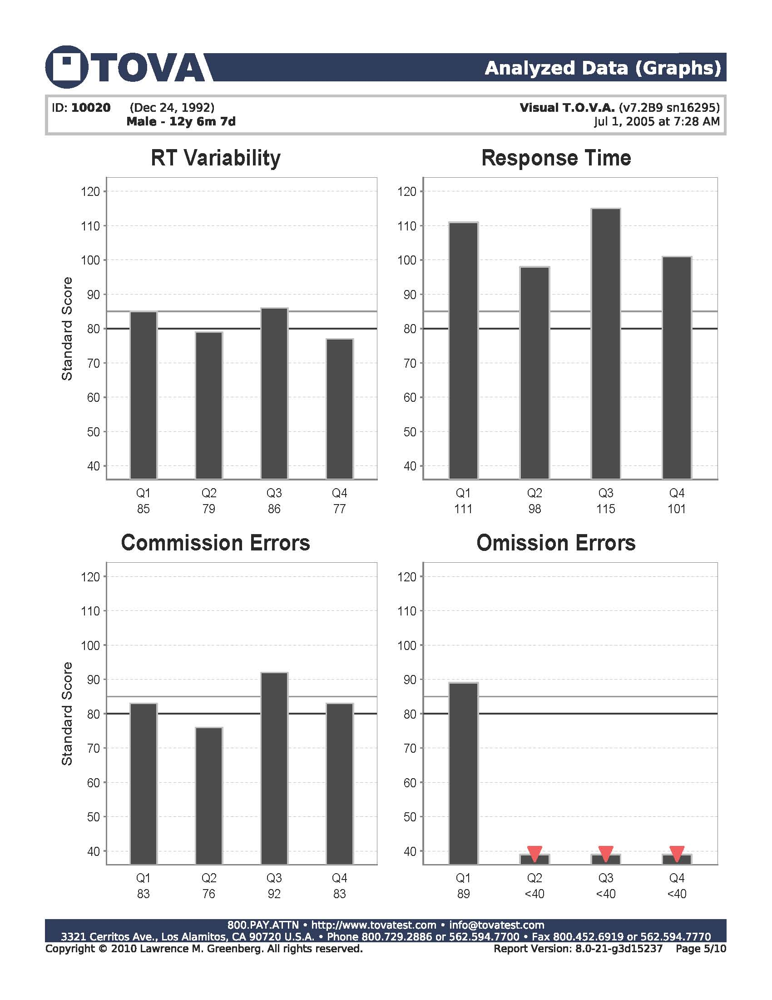 TOVA
Analyzed Data (Graphs)
ID: 10020 (Dec 24, 1992)
Male - 12y 6m 7d
Visual T.O.V.A. (v7.2B9 sn16295)
Jul 1, 2005 at 7:28 AM
RT Variability
Standard Score
120
110
100
90
80
70
60
50
40
Q1 Q2 Q3 Q4
85 79 86 77
Response Time
120
110
100
90
80
70
60
50
40
Q1 Q2 Q3 Q4
111 98 115 101
Commission Errors
Standard Score
120
110
100
90
80
70
60
50
40
Q1 Q2 Q3 Q4
83 76 92 83
Omission Errors
120
110
100
90
80
70
60
50
40
Q1 Q2 Q3 Q4
89 <40 <40 <40
800.PAY.ATTN • http://www.tovatest.com • info@tovatest.com
3321 Cerritos Ave., Los Alamitos, CA 90720 U.S.A. • Phone 800.729.2886 or 562.594.7700 • Fax 800.452.6919 or 562.594.7770
Copyright © 2010 Lawrence M. Greenberg. All rights reserved.
Report Version: 8.0-21-g3d15237 Page 5/10